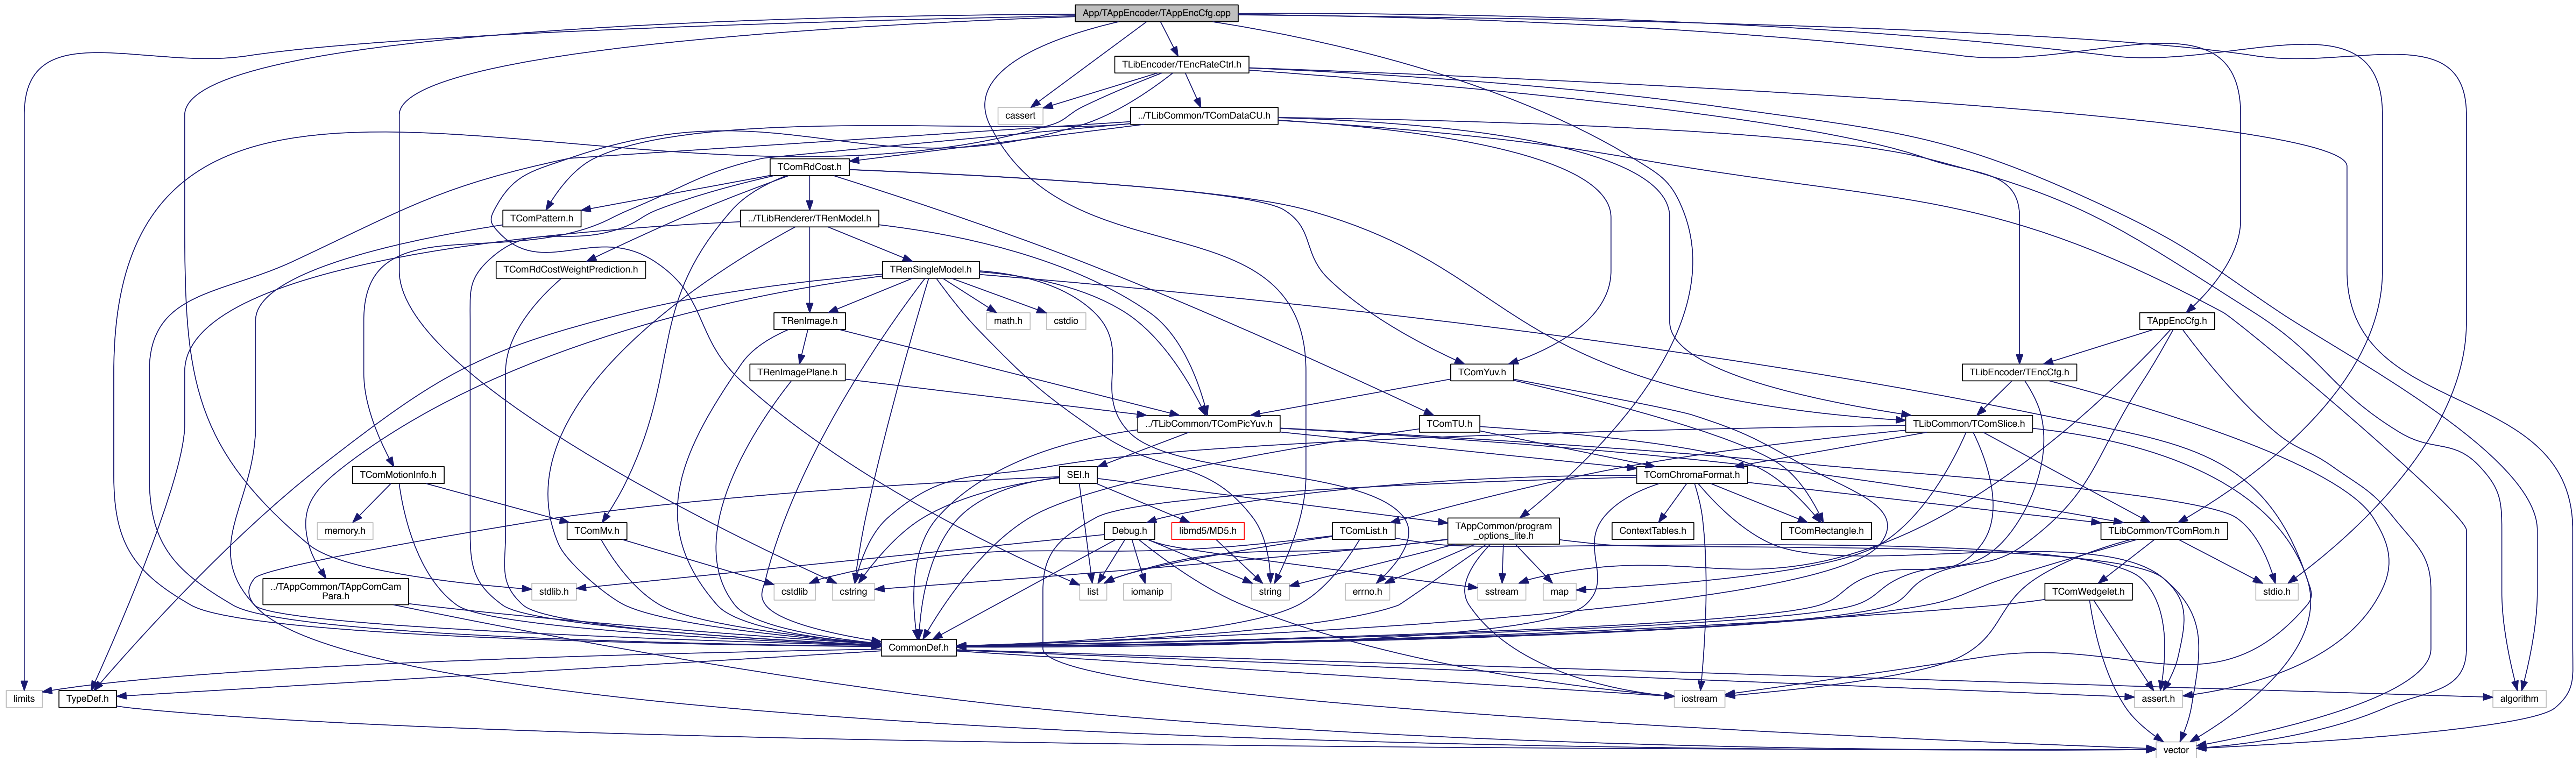 App/TAppEncoder/TAppEncCfg.cpp
TLibEncoder/TEncRateCtrl.h
cassert
../TLibCommon/TComDataCU.h
TComRdCost.h
TComPattern.h
../TLibRenderer/TRenModel.h
TComRdCostWeightPrediction.h
TRenSingleModel.h
TRenImage.h
math.h
cstdio
TAppEncCfg.h
TRenImagePlane.h
TComYuv.h
TLibEncoder/TEncCfg.h
../TLibCommon/TComPicYuv.h
TComTU.h
TLibCommon/TComSlice.h
TComMotionInfo.h
SEI.h
TComChromaFormat.h
memory.h
TComMv.h
Debug.h
libmd5/MD5.h
TComList.h
TAppCommon/program
_options_lite.h
ContextTables.h
TComRectangle.h
TLibCommon/TComRom.h
../TAppCommon/TAppComCam
Para.h
stdlib.h
cstdlib
cstring
list
iomanip
string
errno.h
sstream
map
TComWedgelet.h
stdio.h
CommonDef.h
limits
TypeDef.h
iostream
assert.h
algorithm
vector